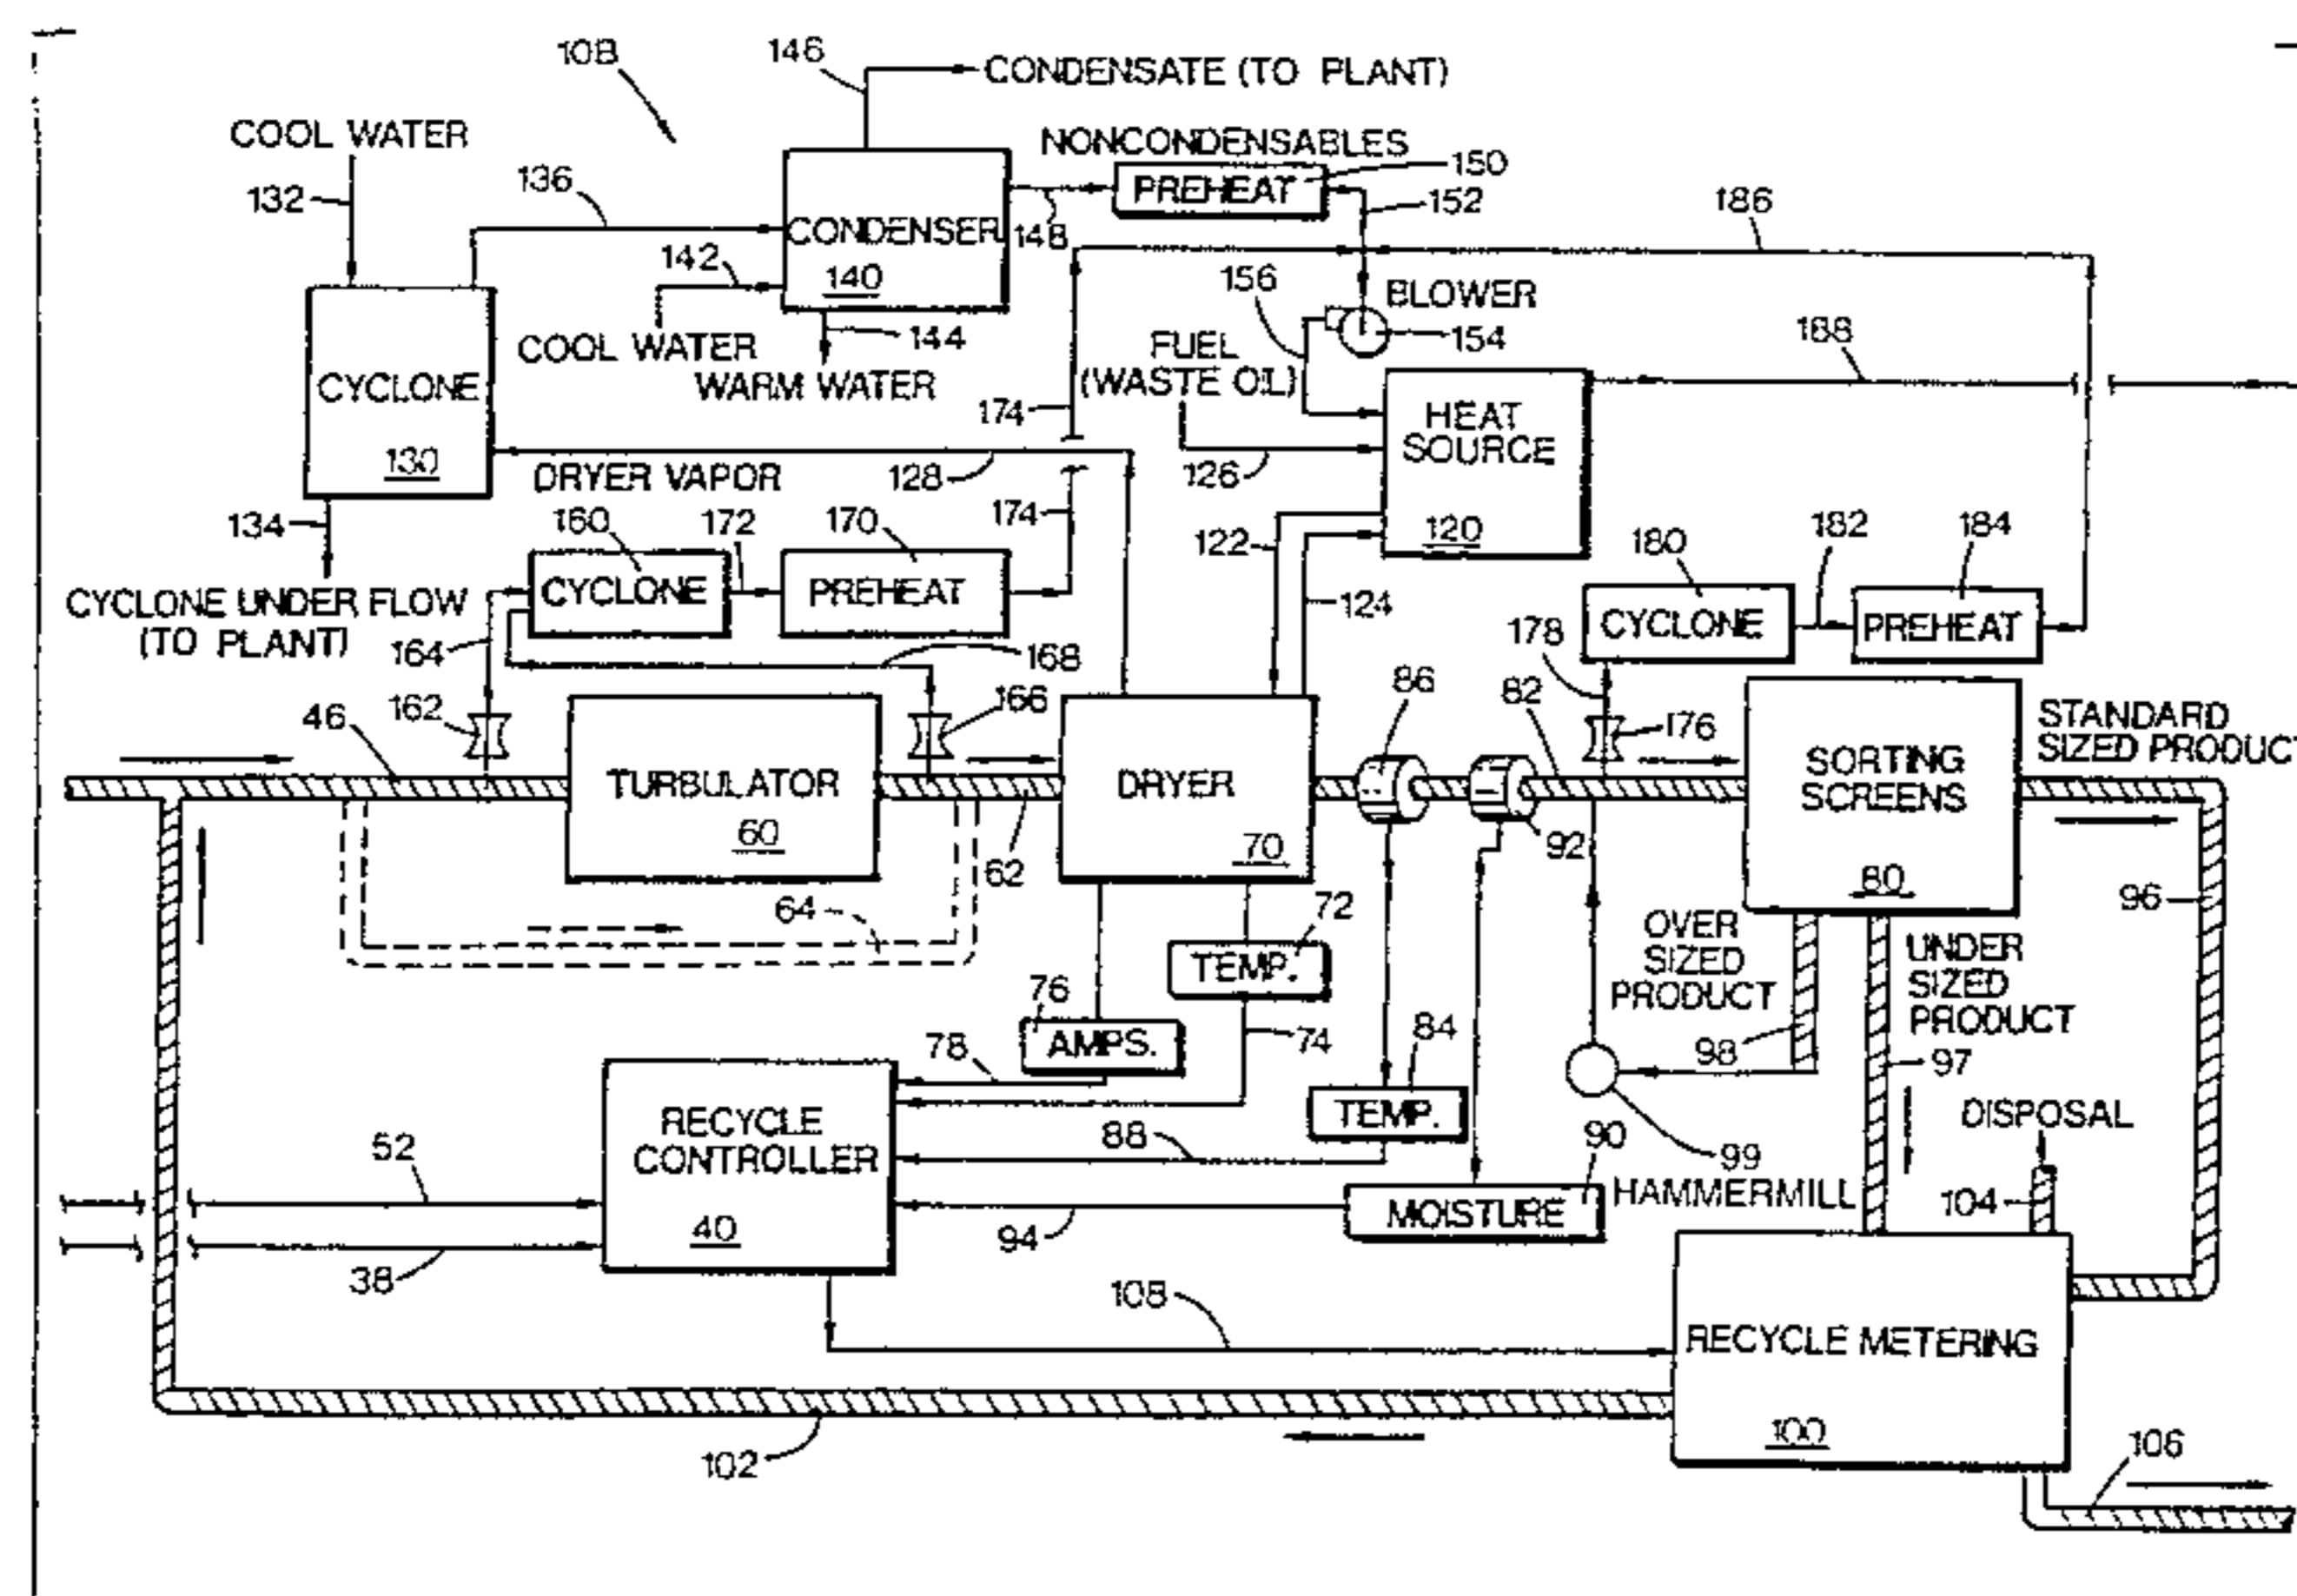 10B
146
CONDENSATE (TO PLANT)
COOL WATER
132
136
NONCONDENSABLES
PREHEAT
150
152
186
CONDENSER
140
148
142
COOL WATER
144
WARM WATER
156
BLOWER
154
FUEL
(WASTE OIL)
188
CYCLONE
130
174
HEAT
SOURCE
120
126
DRYER VAPOR
128
134
160
172
170
174
122
180
182
184
CYCLONE UNDER FLOW
(TO PLANT)
CYCLONE
PREHEAT
124
CYCLONE
PREHEAT
164
168
178
162
166
46
86
82
176
STANDARD
SIZED PRODUCT
TURBULATOR
60
DRYER
70
SORTING
SCREENS
80
62
92
64
72
96
OVER
SIZED
PRODUCT
UNDER
SIZED
PRODUCT
TEMP.
76
AMPS.
74
84
78
98
97
RECYCLE
CONTROLLER
40
TEMP.
88
90
99
HAMMERMILL
DISPOSAL
104
52
MOISTURE
94
38
108
RECYCLE METERING
100
102
106